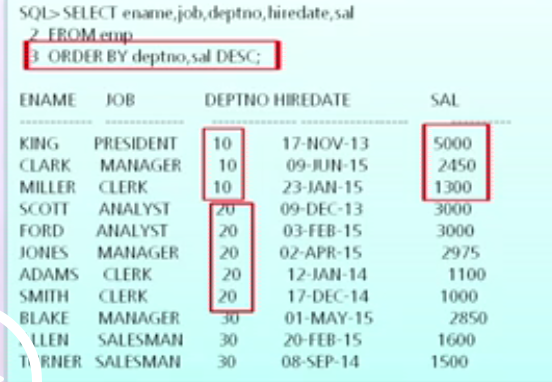 SQL> SELECT ename,job,deptno,hiredate,sal
2 FROM emp
3 ORDER BY deptno,sal DESC;
ENAME JOB DEPTNO HIREDATE SAL
KING PRESIDENT 10 17-NOV-13 5000
CLARK MANAGER 10 09-JUN-15 2450
MILLER CLERK 10 23-JAN-15 1300
SCOTT ANALYST 20 09-DEC-13 3000
FORD ANALYST 20 03-FEB-15 3000
JONES MANAGER 20 02-APR-15 2975
ADAMS CLERK 20 12-JAN-14 1100
SMITH CLERK 20 17-DEC-14 1000
BLAKE MANAGER 30 01-MAY-15 2850
ALLEN SALESMAN 30 20-FEB-15 1600
TURNER SALESMAN 30 08-SEP-14 1500